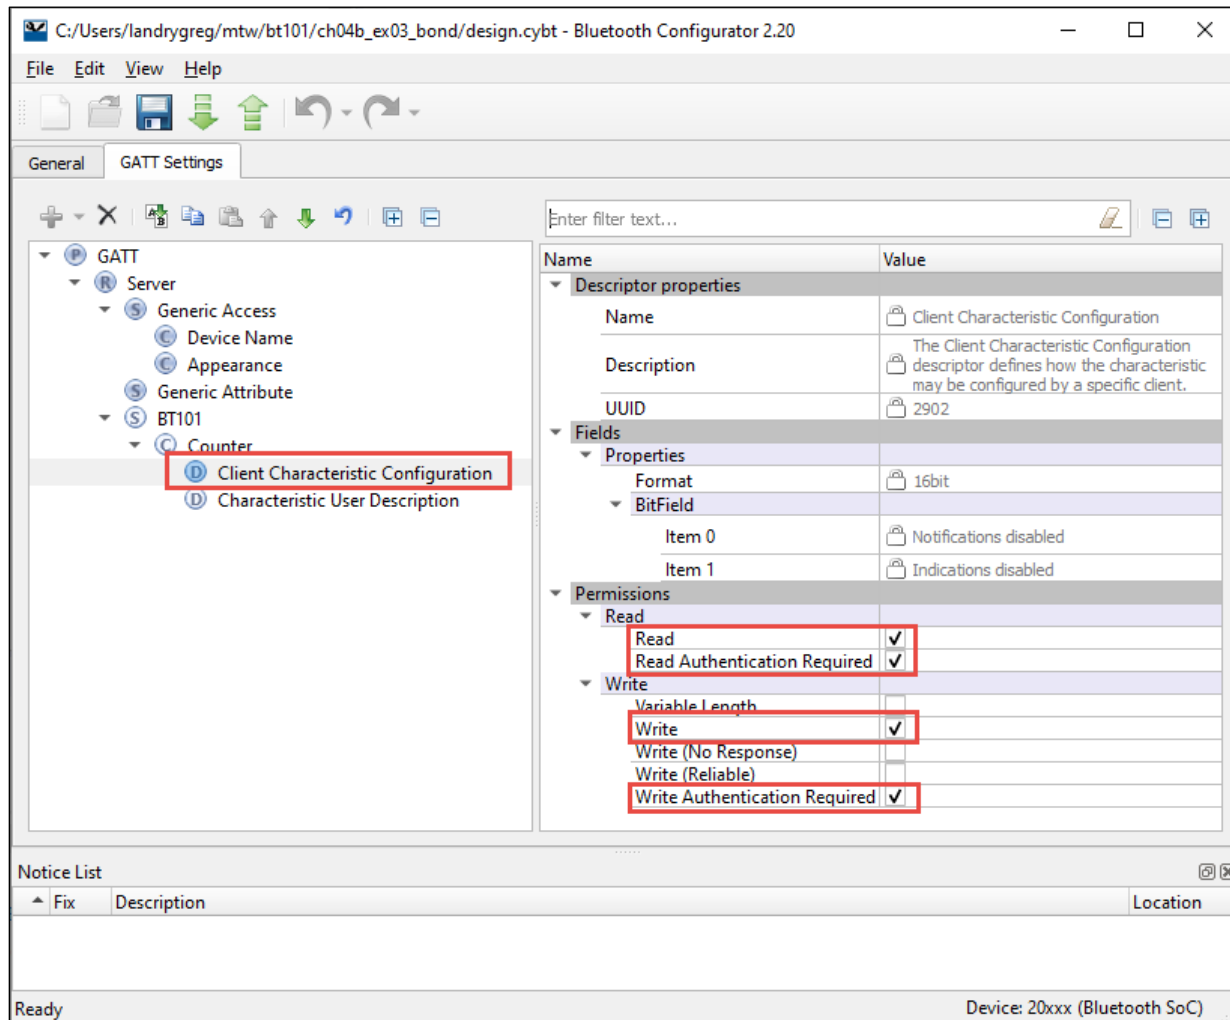 C:/Users/landrygreg/mtw/bt101/ch04b_ex03_bond/design.cybt - Bluetooth Configurator 2.20
File Edit View Help
General GATT Settings
Enter filter text...
P GATT
R Server
S Generic Access
C Device Name
C Appearance
S Generic Attribute
S BT101
C Counter
D Client Characteristic Configuration
D Characteristic User Description
Name Value
Descriptor properties
Name Client Characteristic Configuration
Description The Client Characteristic Configuration
descriptor defines how the characteristic
may be configured by a specific client.
UUID 2902
Fields
Properties
Format 16bit
BitField
Item 0 Notifications disabled
Item 1 Indications disabled
Permissions
Read
Read
Read Authentication Required
Write
Variable Length
Write
Write (No Response)
Write (Reliable)
Write Authentication Required
Notice List
Fix Description Location
Ready Device: 20xxx (Bluetooth SoC)